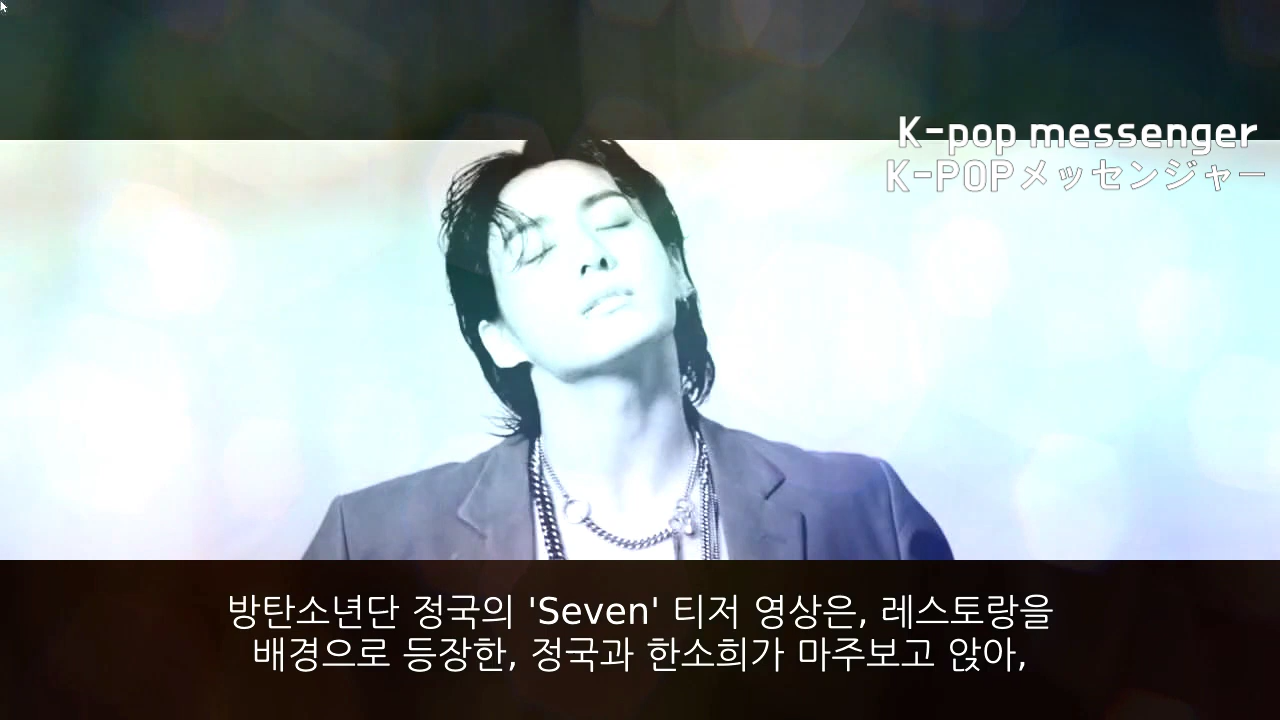 K-pop messenger
K-POPメッセンジャー
방탄소년단 정국의 'Seven' 티저 영상은, 레스토랑을
배경으로 등장한, 정국과 한소희가 마주보고 앉아,